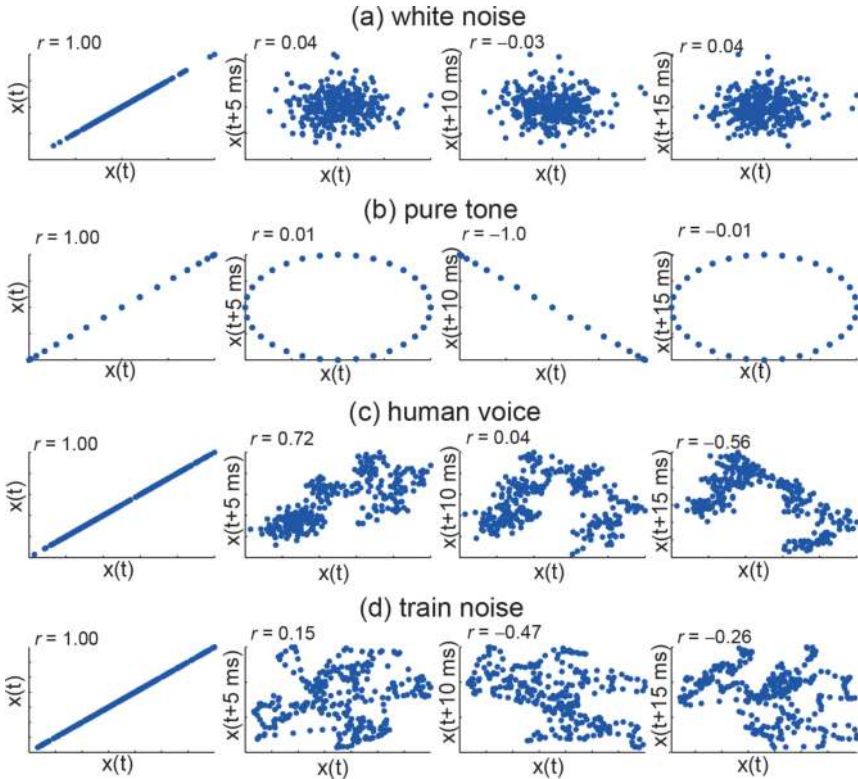 (a) white noise
r = 1.00
r = 0.04
r = −0.03
r = 0.04
x(t)
x(t+5 ms)
x(t+10 ms)
x(t+15 ms)
x(t)
x(t)
x(t)
x(t)
(b) pure tone
r = 1.00
r = 0.01
r = −1.0
r = −0.01
x(t)
x(t+5 ms)
x(t+10 ms)
x(t+15 ms)
x(t)
x(t)
x(t)
x(t)
(c) human voice
r = 1.00
r = 0.72
r = 0.04
r = −0.56
x(t)
x(t+5 ms)
x(t+10 ms)
x(t+15 ms)
x(t)
x(t)
x(t)
x(t)
(d) train noise
r = 1.00
r = 0.15
r = −0.47
r = −0.26
x(t)
x(t+5 ms)
x(t+10 ms)
x(t+15 ms)
x(t)
x(t)
x(t)
x(t)